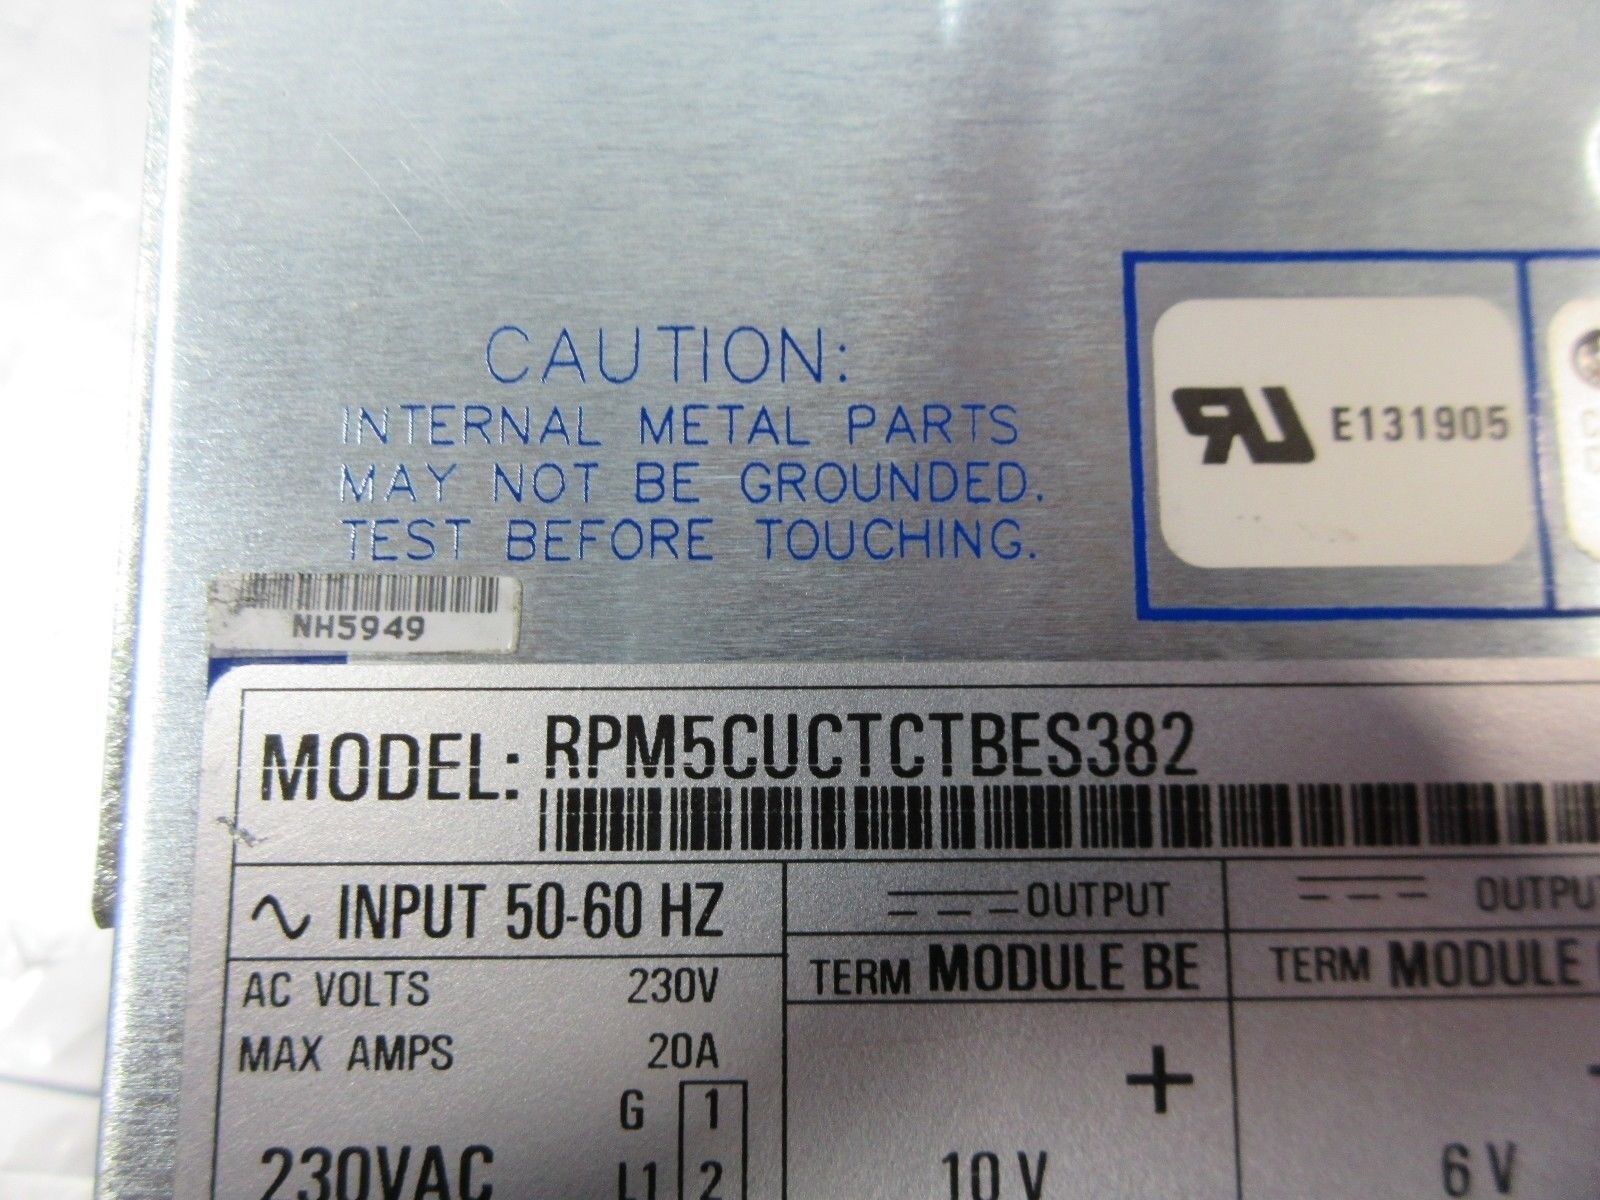 CAUTION:
INTERNAL METAL PARTS
MAY NOT BE GROUNDED.
TEST BEFORE TOUCHING.
E131905
NH5949
MODEL: RPM5CUCTCTBES382
INPUT 50-60 HZ
AC VOLTS 230V
MAX AMPS 20A
G 1
230VAC L1 2
OUTPUT
TERM MODULE BE
+
10 V
OUTPUT
TERM MODULE
6 V